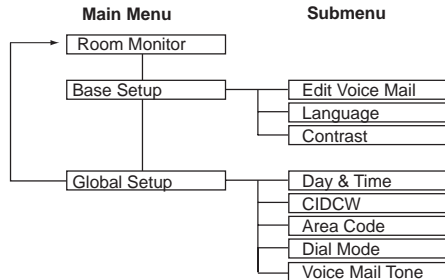 Main Menu Submenu
Room Monitor
Base Setup Edit Voice Mail
Language
Contrast
Global Setup Day & Time
CIDCW
Area Code
Dial Mode
Voice Mail Tone